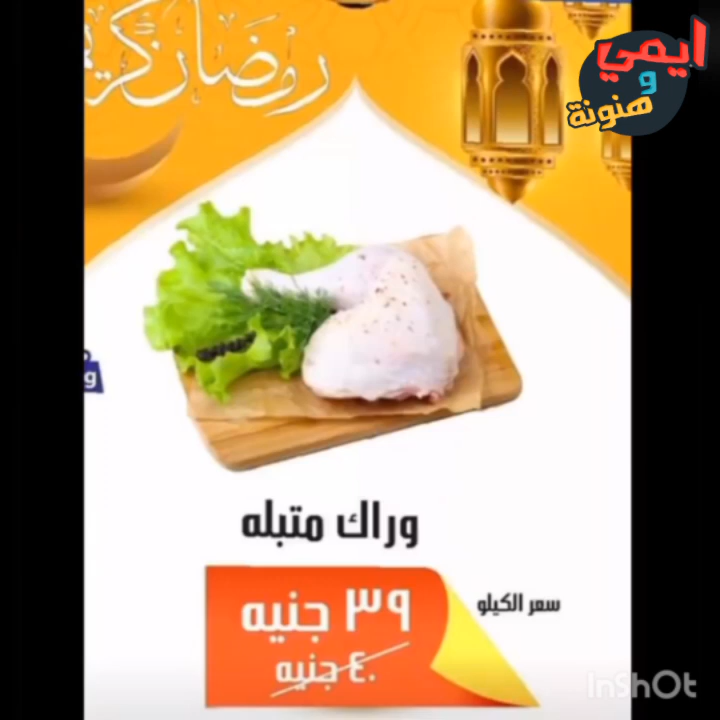 رمضان كريم
ايمي
و
هنونة
وراك متبله
سعر الكيلو
٣٩ جنيه
٤٠ جنيه
InShOt